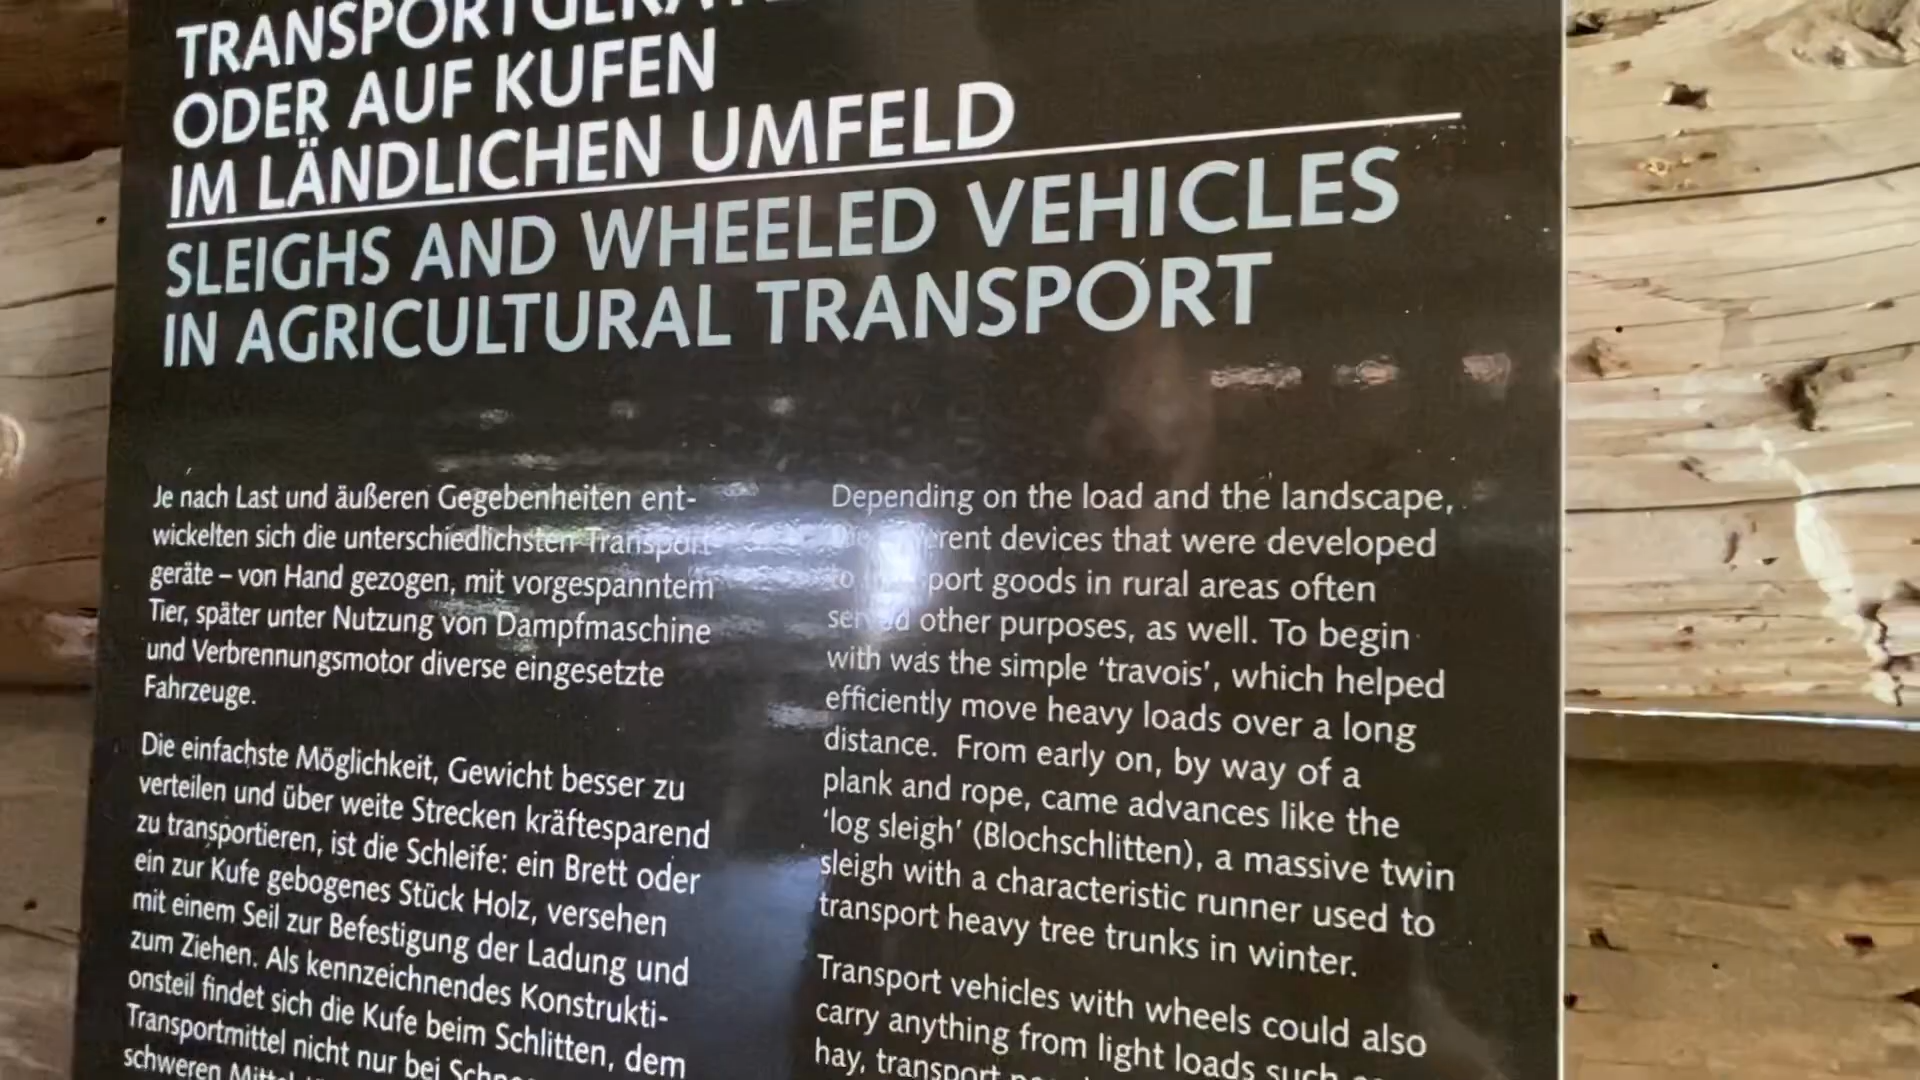 TRANSPORTGERÄTE
ODER AUF KUFEN
IM LÄNDLICHEN UMFELD
SLEIGHS AND WHEELED VEHICLES
IN AGRICULTURAL TRANSPORT
Je nach Last und äußeren Gegebenheiten ent-
wickelten sich die unterschiedlichsten Transport
geräte – von Hand gezogen, mit vorgespanntem
Tier, später unter Nutzung von Dampfmaschine
und Verbrennungsmotor diverse eingesetzte
Fahrzeuge.
Die einfachste Möglichkeit, Gewicht besser zu
verteilen und über weite Strecken kräftesparend
zu transportieren, ist die Schleife: ein Brett oder
ein zur Kufe gebogenes Stück Holz, versehen
mit einem Seil zur Befestigung der Ladung und
zum Ziehen. Als kennzeichnendes Konstrukti-
onsteil findet sich die Kufe beim Schlitten, dem
Transportmittel nicht nur bei
schweren
Depending on the load and the landscape,
devices that were developed
goods in rural areas often
served other purposes, as well. To begin
with was the simple ‘travois’, which helped
efficiently move heavy loads over a long
distance. From early on, by way of a
plank and rope, came advances like the
‘log sleigh’ (Blochschlitten), a massive twin
sleigh with a characteristic runner used to
transport heavy tree trunks in winter.
Transport vehicles with wheels could also
carry anything from light loads such
hay, transport